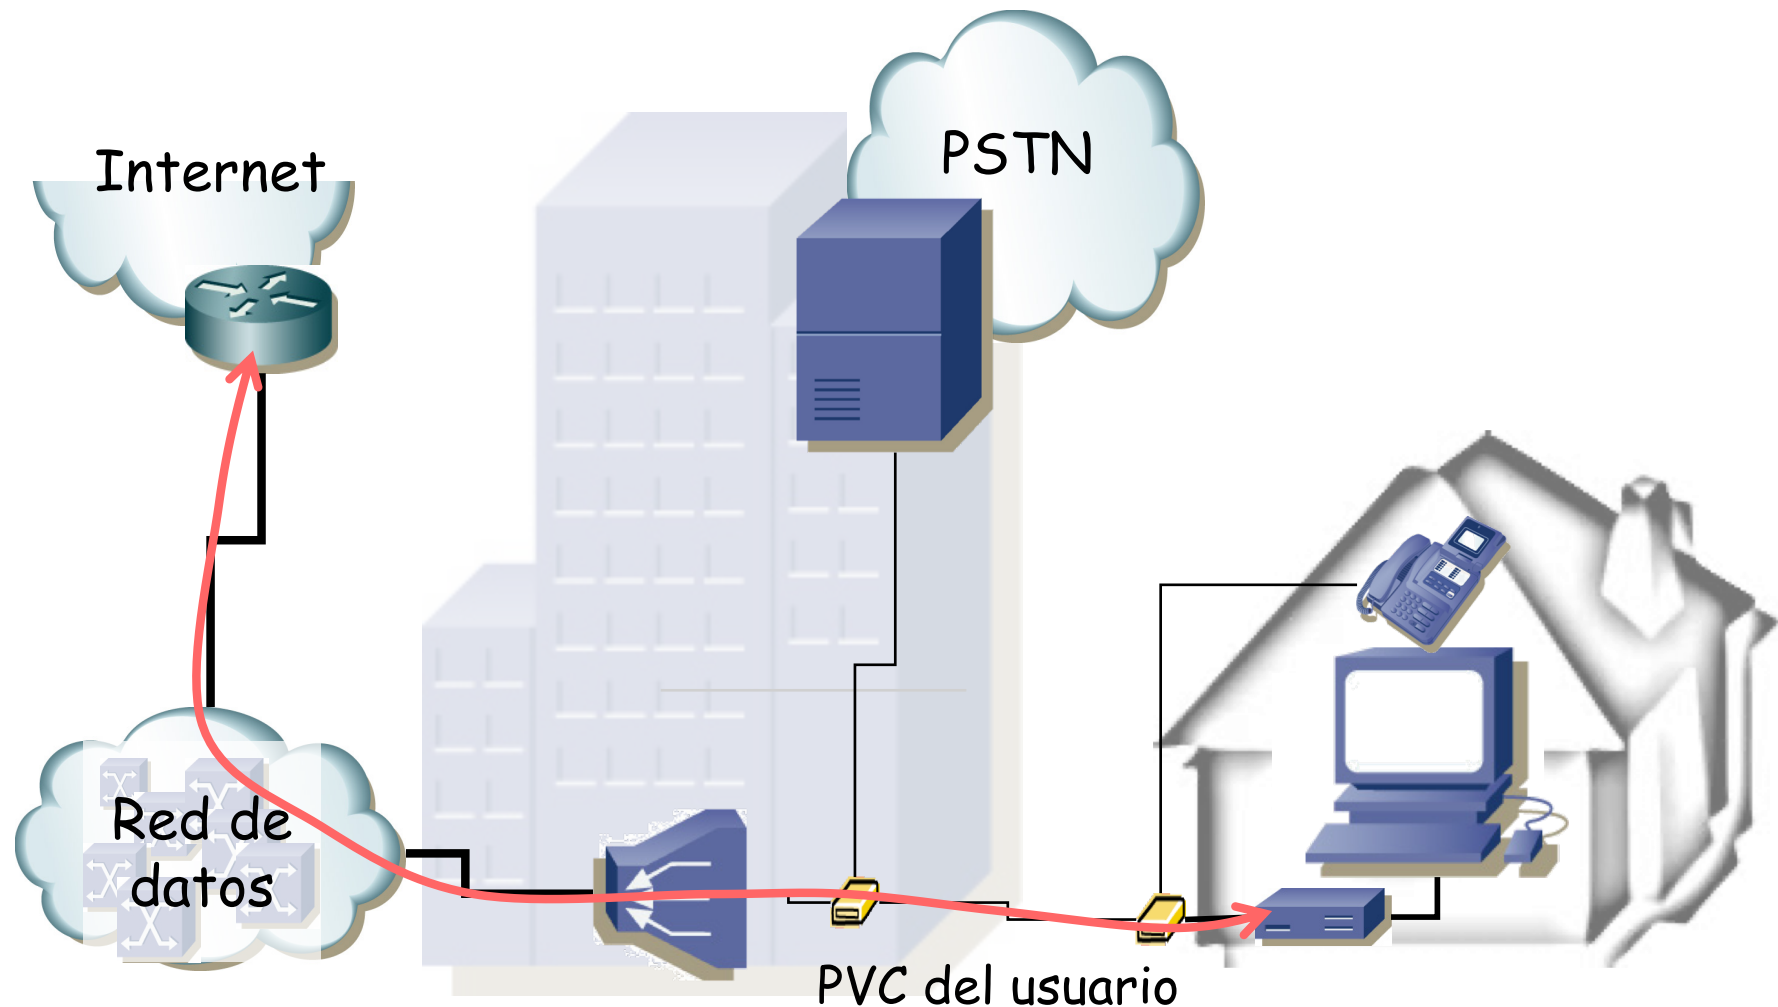 Internet
PSTN
Red de
datos
PVC del usuario